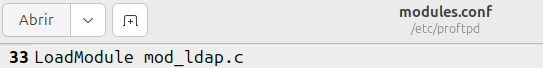 Abrir
modules.conf
/etc/proftpd
33 LoadModule mod_ldap.c